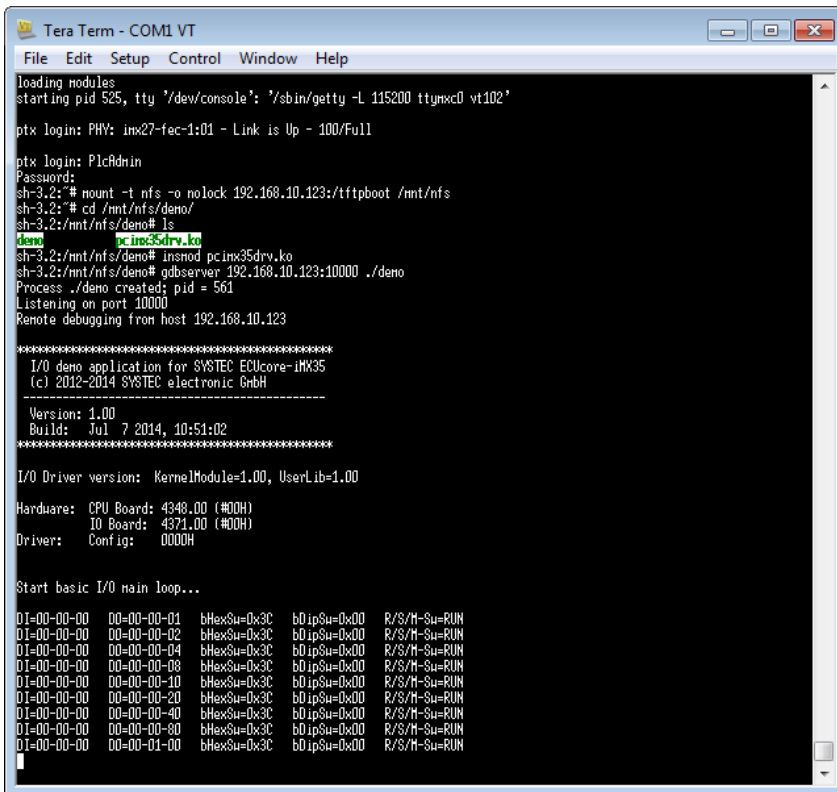 Tera Term - COM1 VT
File Edit Setup Control Window Help
loading modules
starting pid 525, tty '/dev/console': '/sbin/getty -L 115200 ttymxc0 vt102'
ptx login: PHY: imx27-fec-1:01 - Link is Up - 100/Full
ptx login: PlcAdmin
Password:
sh-3.2:~# mount -t nfs -o nolock 192.168.10.123:/tftpboot /mnt/nfs
sh-3.2:~# cd /mnt/nfs/demo/
sh-3.2:/mnt/nfs/demo# ls
demo pcimx35drv.ko
sh-3.2:/mnt/nfs/demo# insmod pcimx35drv.ko
sh-3.2:/mnt/nfs/demo# gdbserver 192.168.10.123:10000 ./demo
Process ./demo created; pid = 561
Listening on port 10000
Remote debugging from host 192.168.10.123
****************************************************
I/O demo application for SYSTEC ECUcore-iMX35
(c) 2012-2014 SYSTEC electronic GmbH
--------------------------------------------------
Version: 1.00
Build: Jul 7 2014, 10:51:02
****************************************************
I/O Driver version: KernelModule=1.00, UserLib=1.00
Hardware: CPU Board: 4348.00 (#00H)
IO Board: 4371.00 (#00H)
Driver: Config: 0000H
Start basic I/O main loop...
DI=00-00-00 DO=00-00-01 bHexSw=0x3C bDipSw=0x00 R/S/M-Sw=RUN
DI=00-00-00 DO=00-00-02 bHexSw=0x3C bDipSw=0x00 R/S/M-Sw=RUN
DI=00-00-00 DO=00-00-04 bHexSw=0x3C bDipSw=0x00 R/S/M-Sw=RUN
DI=00-00-00 DO=00-00-08 bHexSw=0x3C bDipSw=0x00 R/S/M-Sw=RUN
DI=00-00-00 DO=00-00-10 bHexSw=0x3C bDipSw=0x00 R/S/M-Sw=RUN
DI=00-00-00 DO=00-00-20 bHexSw=0x3C bDipSw=0x00 R/S/M-Sw=RUN
DI=00-00-00 DO=00-00-40 bHexSw=0x3C bDipSw=0x00 R/S/M-Sw=RUN
DI=00-00-00 DO=00-00-80 bHexSw=0x3C bDipSw=0x00 R/S/M-Sw=RUN
DI=00-00-00 DO=00-01-00 bHexSw=0x3C bDipSw=0x00 R/S/M-Sw=RUN